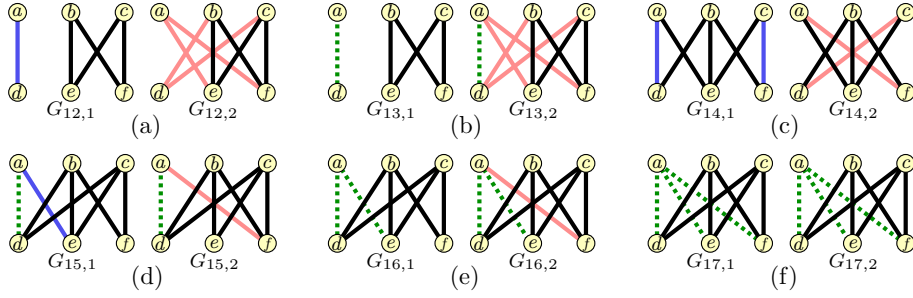 a b c a b c a b c a b c a b c a b c
d e f d e f d e f d e f d e f d e f
G12,1 G12,2 G13,1 G13,2 G14,1 G14,2
(a) (b) (c)
a b c a b c a b c a b c a b c a b c
d e f d e f d e f d e f d e f d e f
G15,1 G15,2 G16,1 G16,2 G17,1 G17,2
(d) (e) (f)